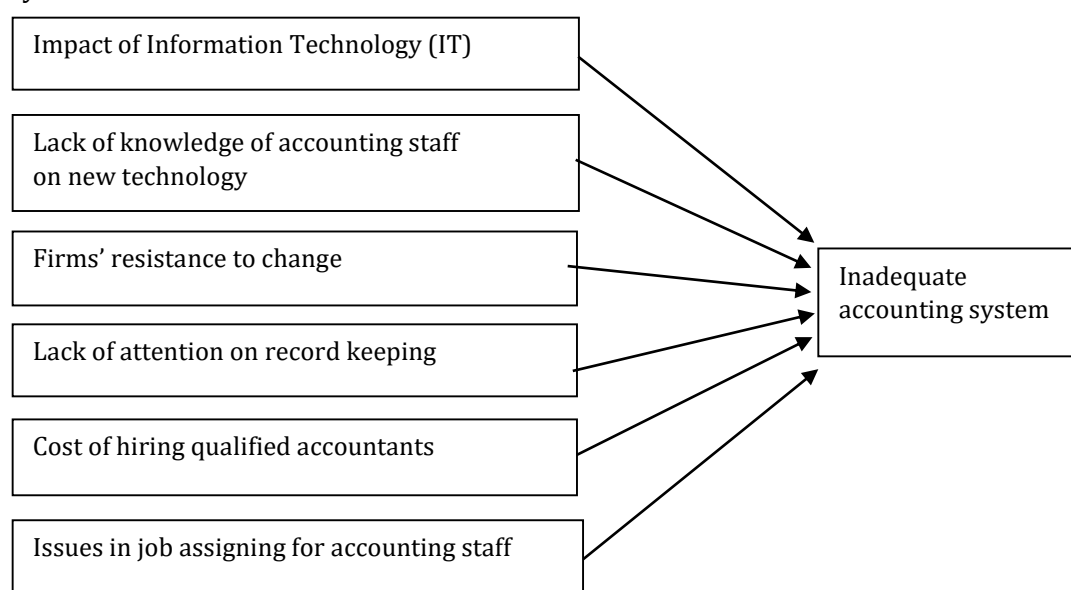 Impact of Information Technology (IT)
Lack of knowledge of accounting staff
on new technology
Firms’ resistance to change
Inadequate
accounting system
Lack of attention on record keeping
Cost of hiring qualified accountants
Issues in job assigning for accounting staff